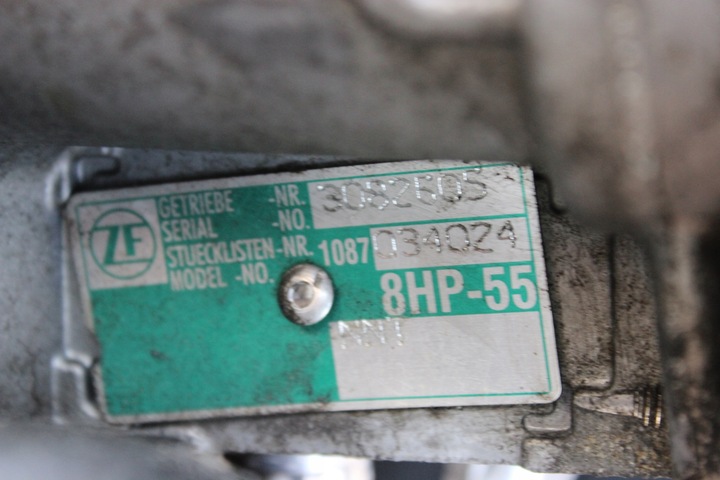 ZF
GETRIEBE -NR. 3082605
SERIAL -NO.
STUECKLISTEN-NR. 1087 034024
MODEL -NO.
8HP-55